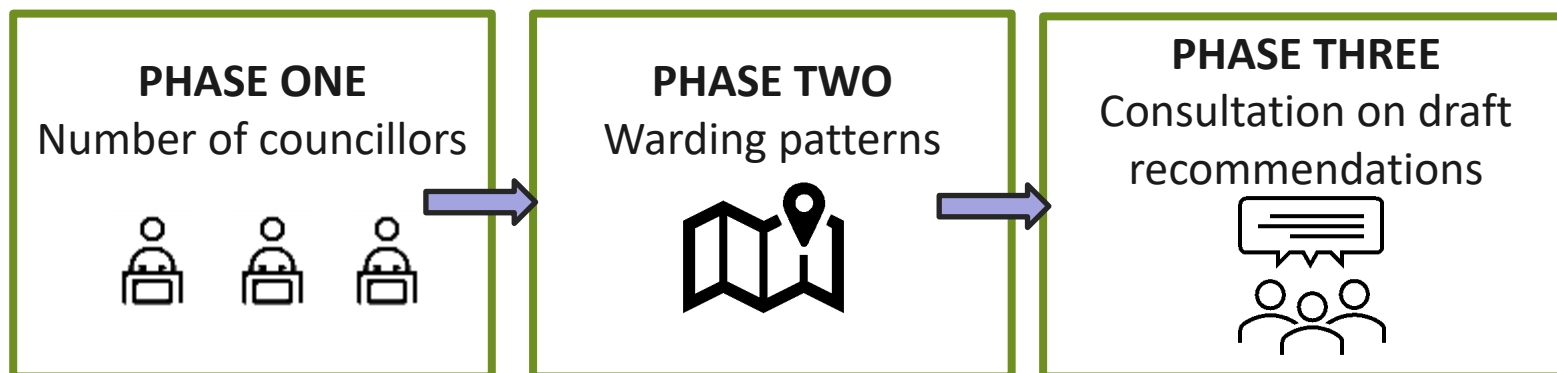 PHASE ONE
Number of councillors
PHASE TWO
Warding patterns
PHASE THREE
Consultation on draft
recommendations